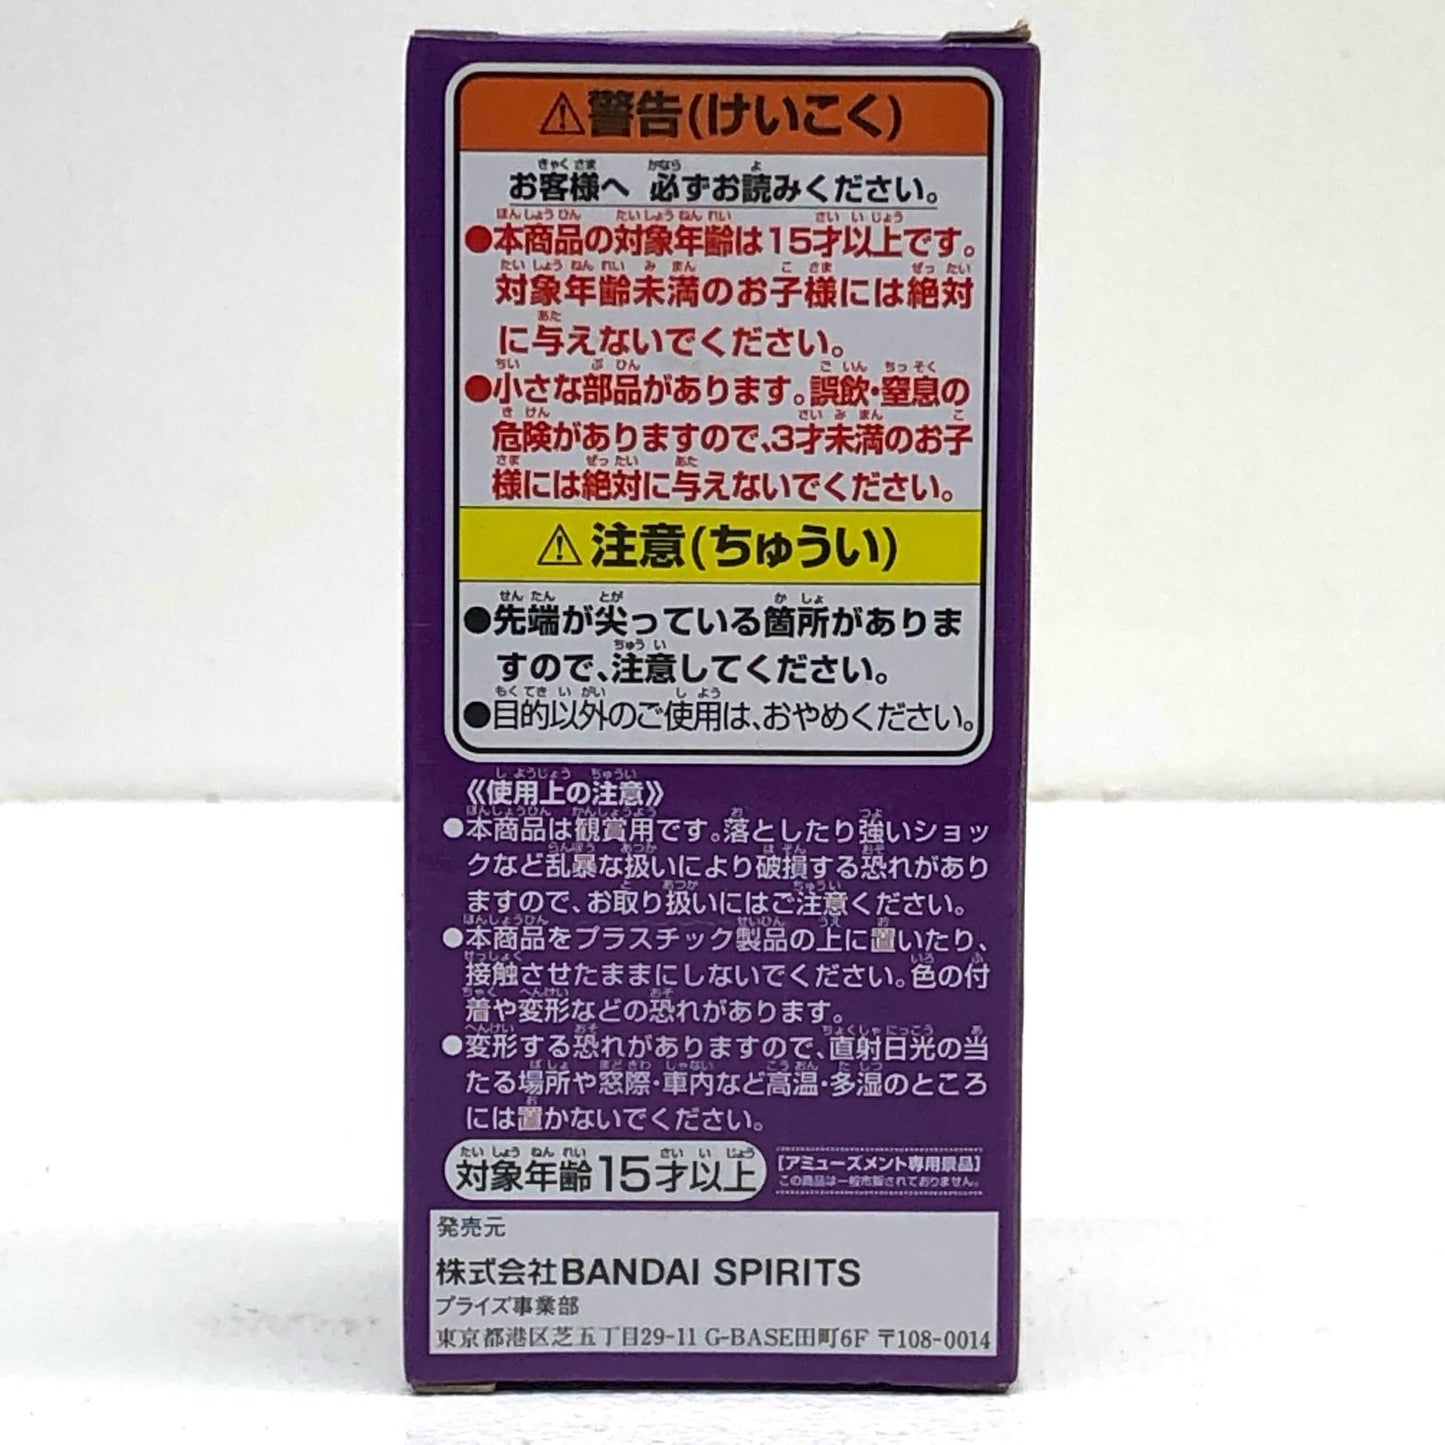 ⚠警告(けいこく)
お客様へ 必ずお読みください。
●本商品の対象年齢は15才以上です。
対象年齢未満のお子様には絶対
に与えないでください。
●小さな部品があります。誤飲・窒息の
危険がありますので、3才未満のお子
様には絶対に与えないでください。
⚠注意(ちゅうい)
●先端が尖っている箇所がありま
すので、注意してください。
●目的以外のご使用は、おやめください。
《使用上の注意》
●本商品は観賞用です。落としたり強いショッ
クなど乱暴な扱いにより破損する恐れがあり
ますので、お取り扱いにはご注意ください。
●本商品をプラスチック製品の上に置いたり、
接触させたままにしないでください。色の付
着や変形などの恐れがあります。
●変形する恐れがありますので、直射日光の当
たる場所や窓際・車内など高温・多湿のところ
には置かないでください。
対象年齢15才以上
[アミューズメント専用景品]
この商品は一般市販されておりません。
発売元
株式会社BANDAI SPIRITS
プライズ事業部
東京都港区芝五丁目29-11 G-BASE田町6F 〒108-0014